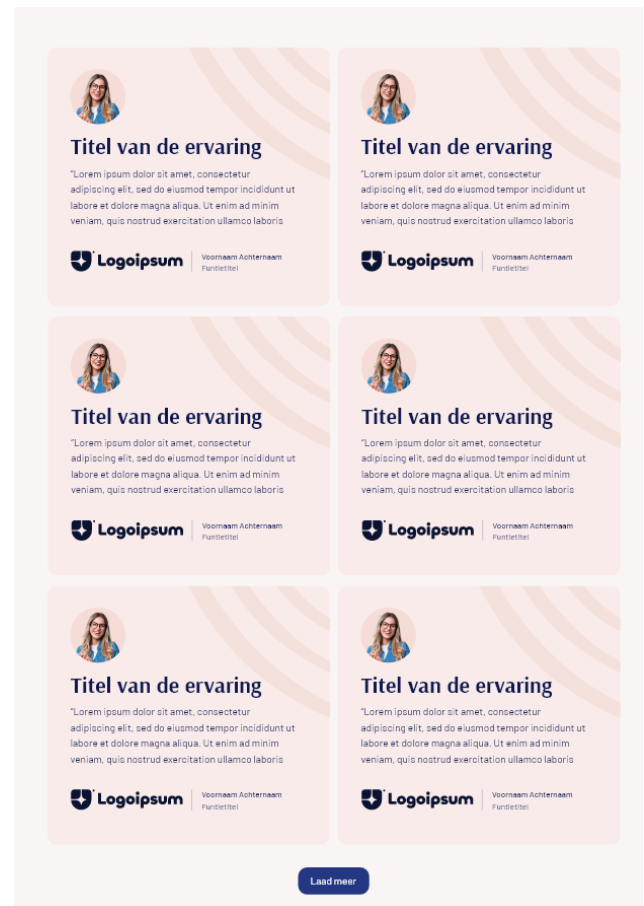 Titel van de ervaring
"Lorem ipsum dolor sit amet, consectetur
adipiscing elit, sed do eiusmod tempor incididunt ut
labore et dolore magna aliqua. Ut enim ad minim
veniam, quis nostrud exercitation ullamco laboris
Logoipsum
Voornaam Achternaam
Funtietitel
Titel van de ervaring
"Lorem ipsum dolor sit amet, consectetur
adipiscing elit, sed do eiusmod tempor incididunt ut
labore et dolore magna aliqua. Ut enim ad minim
veniam, quis nostrud exercitation ullamco laboris
Logoipsum
Voornaam Achternaam
Funtietitel
Titel van de ervaring
"Lorem ipsum dolor sit amet, consectetur
adipiscing elit, sed do eiusmod tempor incididunt ut
labore et dolore magna aliqua. Ut enim ad minim
veniam, quis nostrud exercitation ullamco laboris
Logoipsum
Voornaam Achternaam
Funtietitel
Titel van de ervaring
"Lorem ipsum dolor sit amet, consectetur
adipiscing elit, sed do eiusmod tempor incididunt ut
labore et dolore magna aliqua. Ut enim ad minim
veniam, quis nostrud exercitation ullamco laboris
Logoipsum
Voornaam Achternaam
Funtietitel
Titel van de ervaring
"Lorem ipsum dolor sit amet, consectetur
adipiscing elit, sed do eiusmod tempor incididunt ut
labore et dolore magna aliqua. Ut enim ad minim
veniam, quis nostrud exercitation ullamco laboris
Logoipsum
Voornaam Achternaam
Funtietitel
Titel van de ervaring
"Lorem ipsum dolor sit amet, consectetur
adipiscing elit, sed do eiusmod tempor incididunt ut
labore et dolore magna aliqua. Ut enim ad minim
veniam, quis nostrud exercitation ullamco laboris
Logoipsum
Voornaam Achternaam
Funtietitel
Laad meer